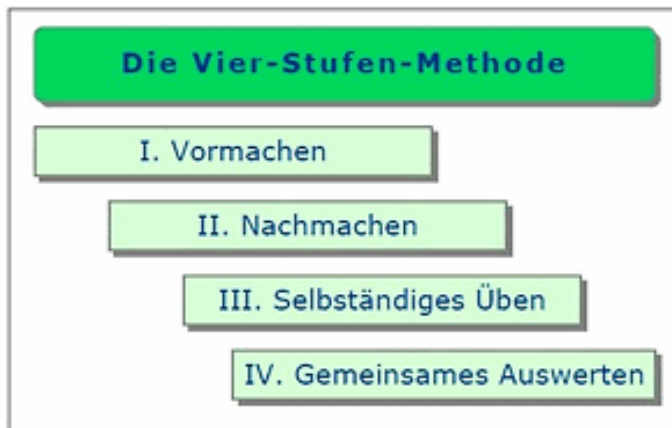 Die Vier-Stufen-Methode
I. Vormachen
II. Nachmachen
III. Selbständiges Üben
IV. Gemeinsames Auswerten